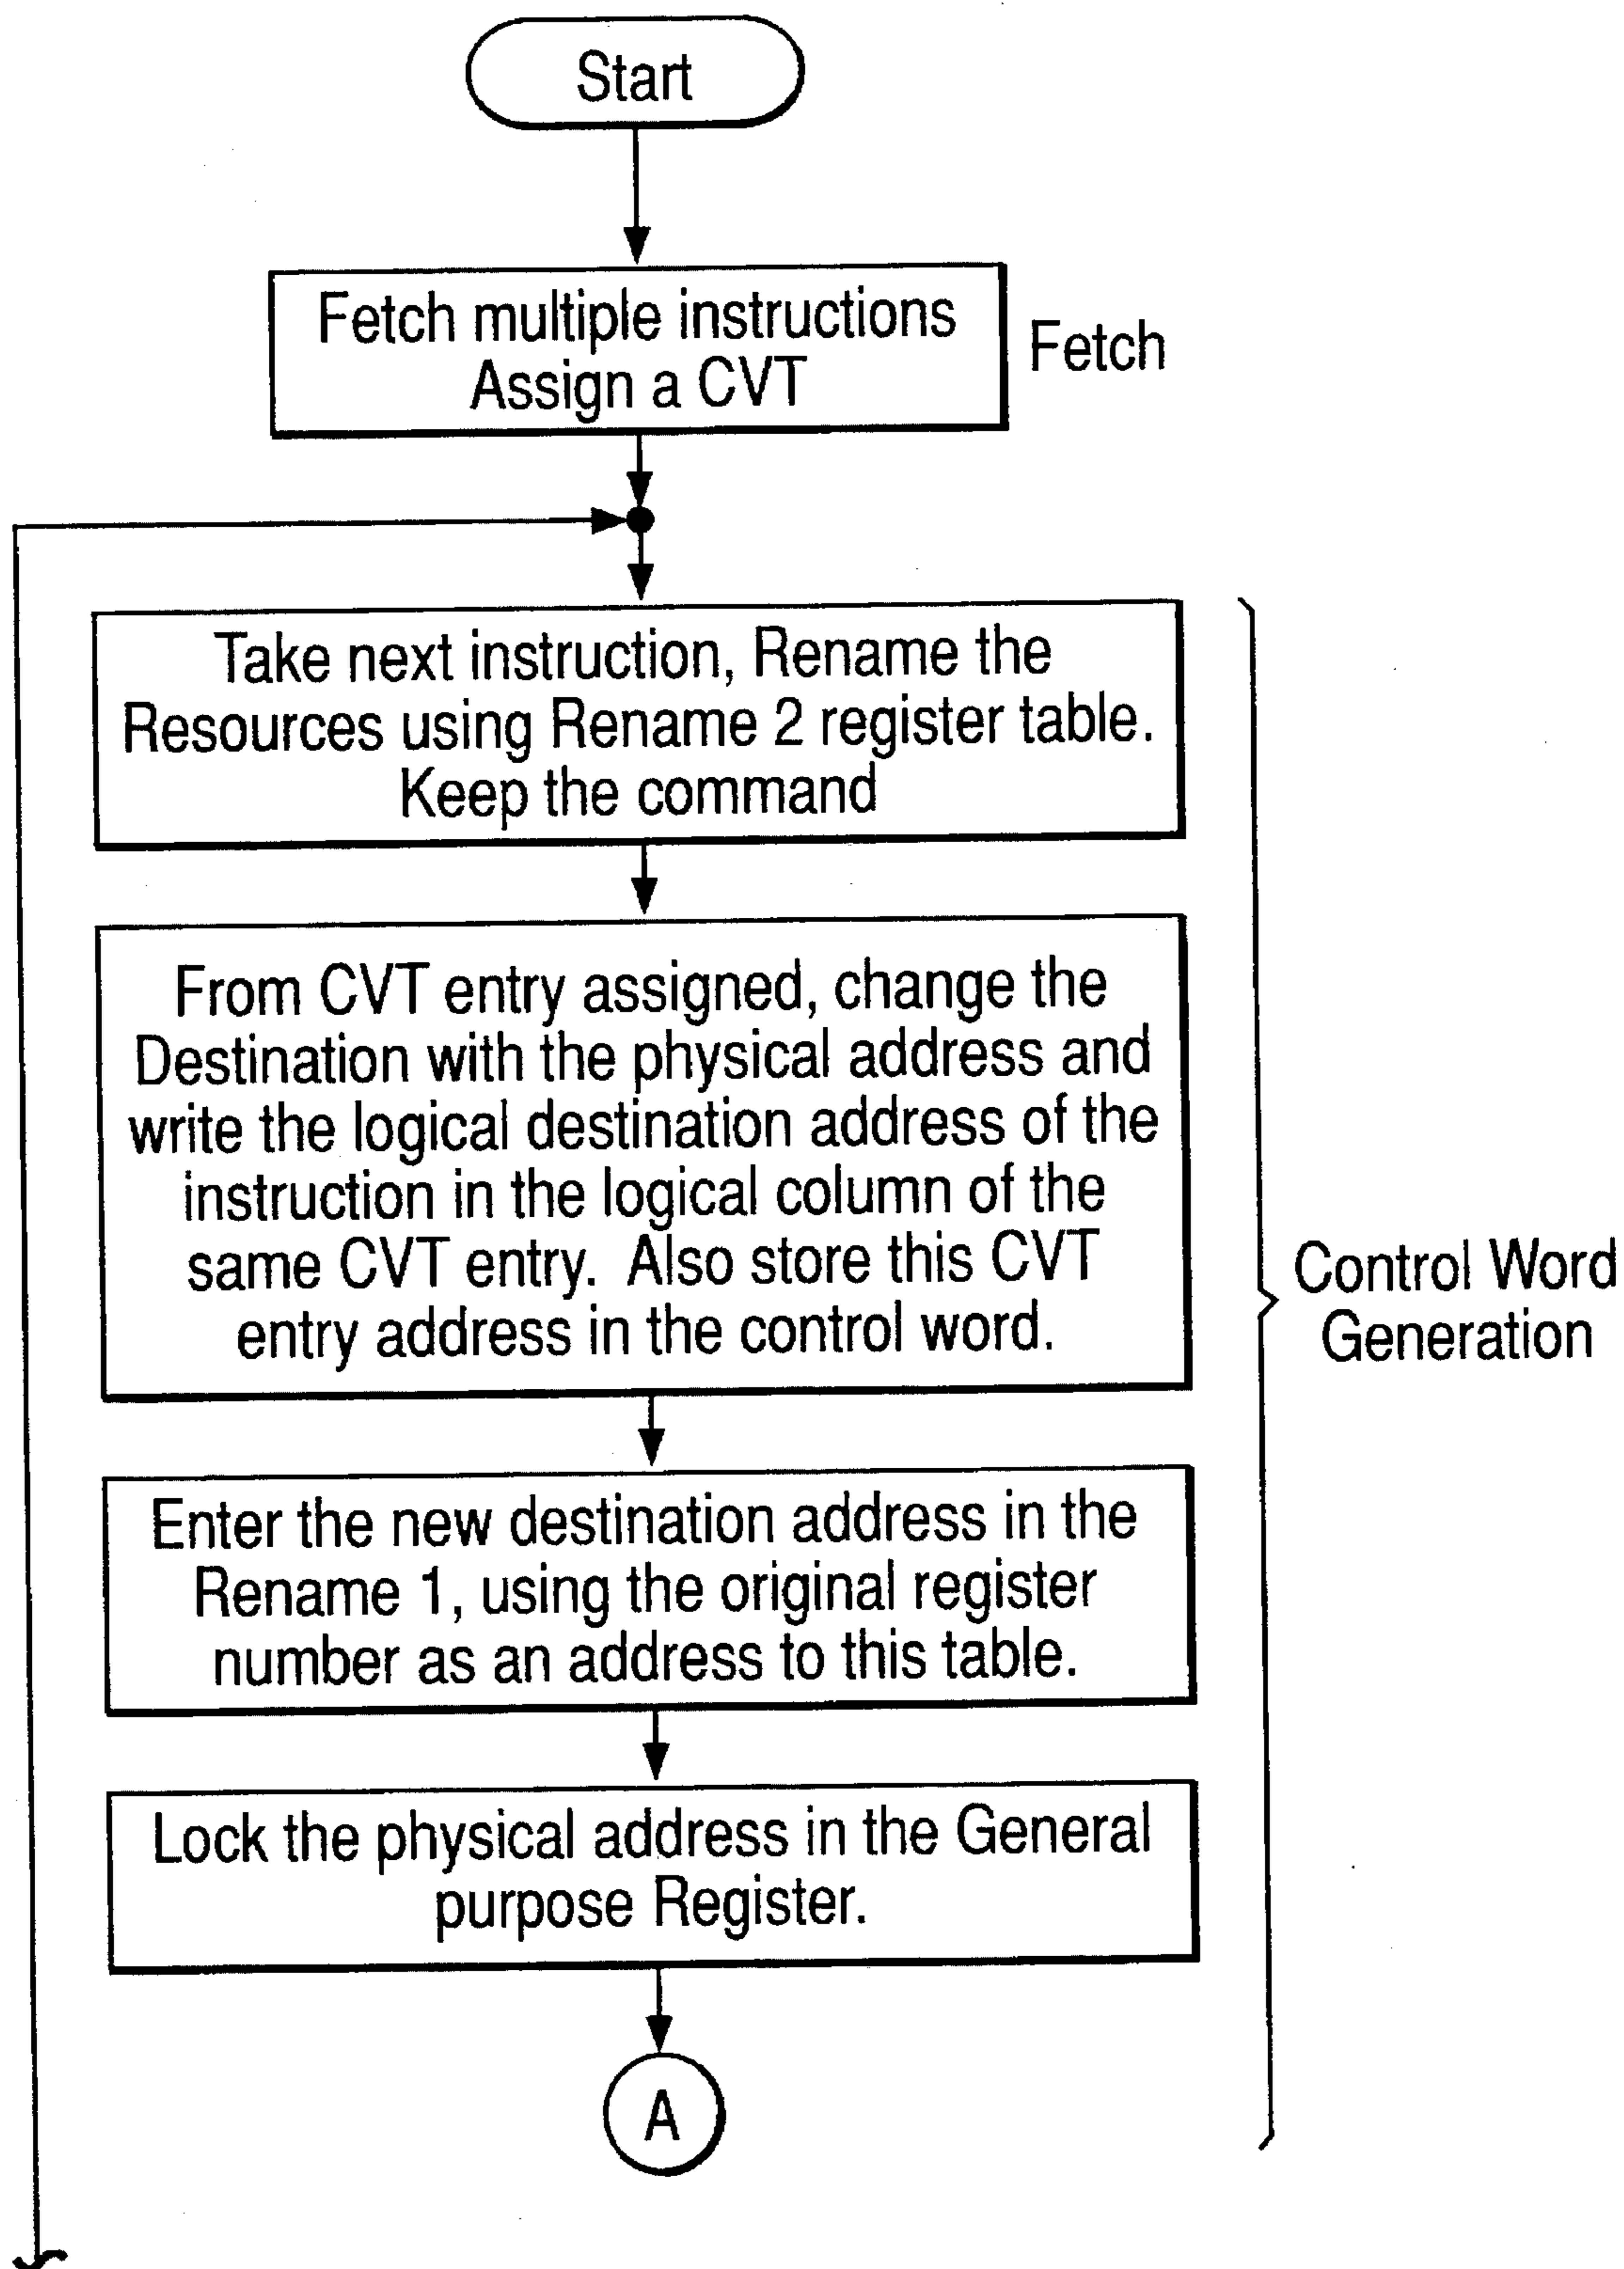 Start
Fetch multiple instructions
Assign a CVT
Fetch
Take next instruction, Rename the
Resources using Rename 2 register table.
Keep the command
From CVT entry assigned, change the
Destination with the physical address and
write the logical destination address of the
instruction in the logical column of the
same CVT entry. Also store this CVT
entry address in the control word.
Control Word
Generation
Enter the new destination address in the
Rename 1, using the original register
number as an address to this table.
Lock the physical address in the General
purpose Register.
A